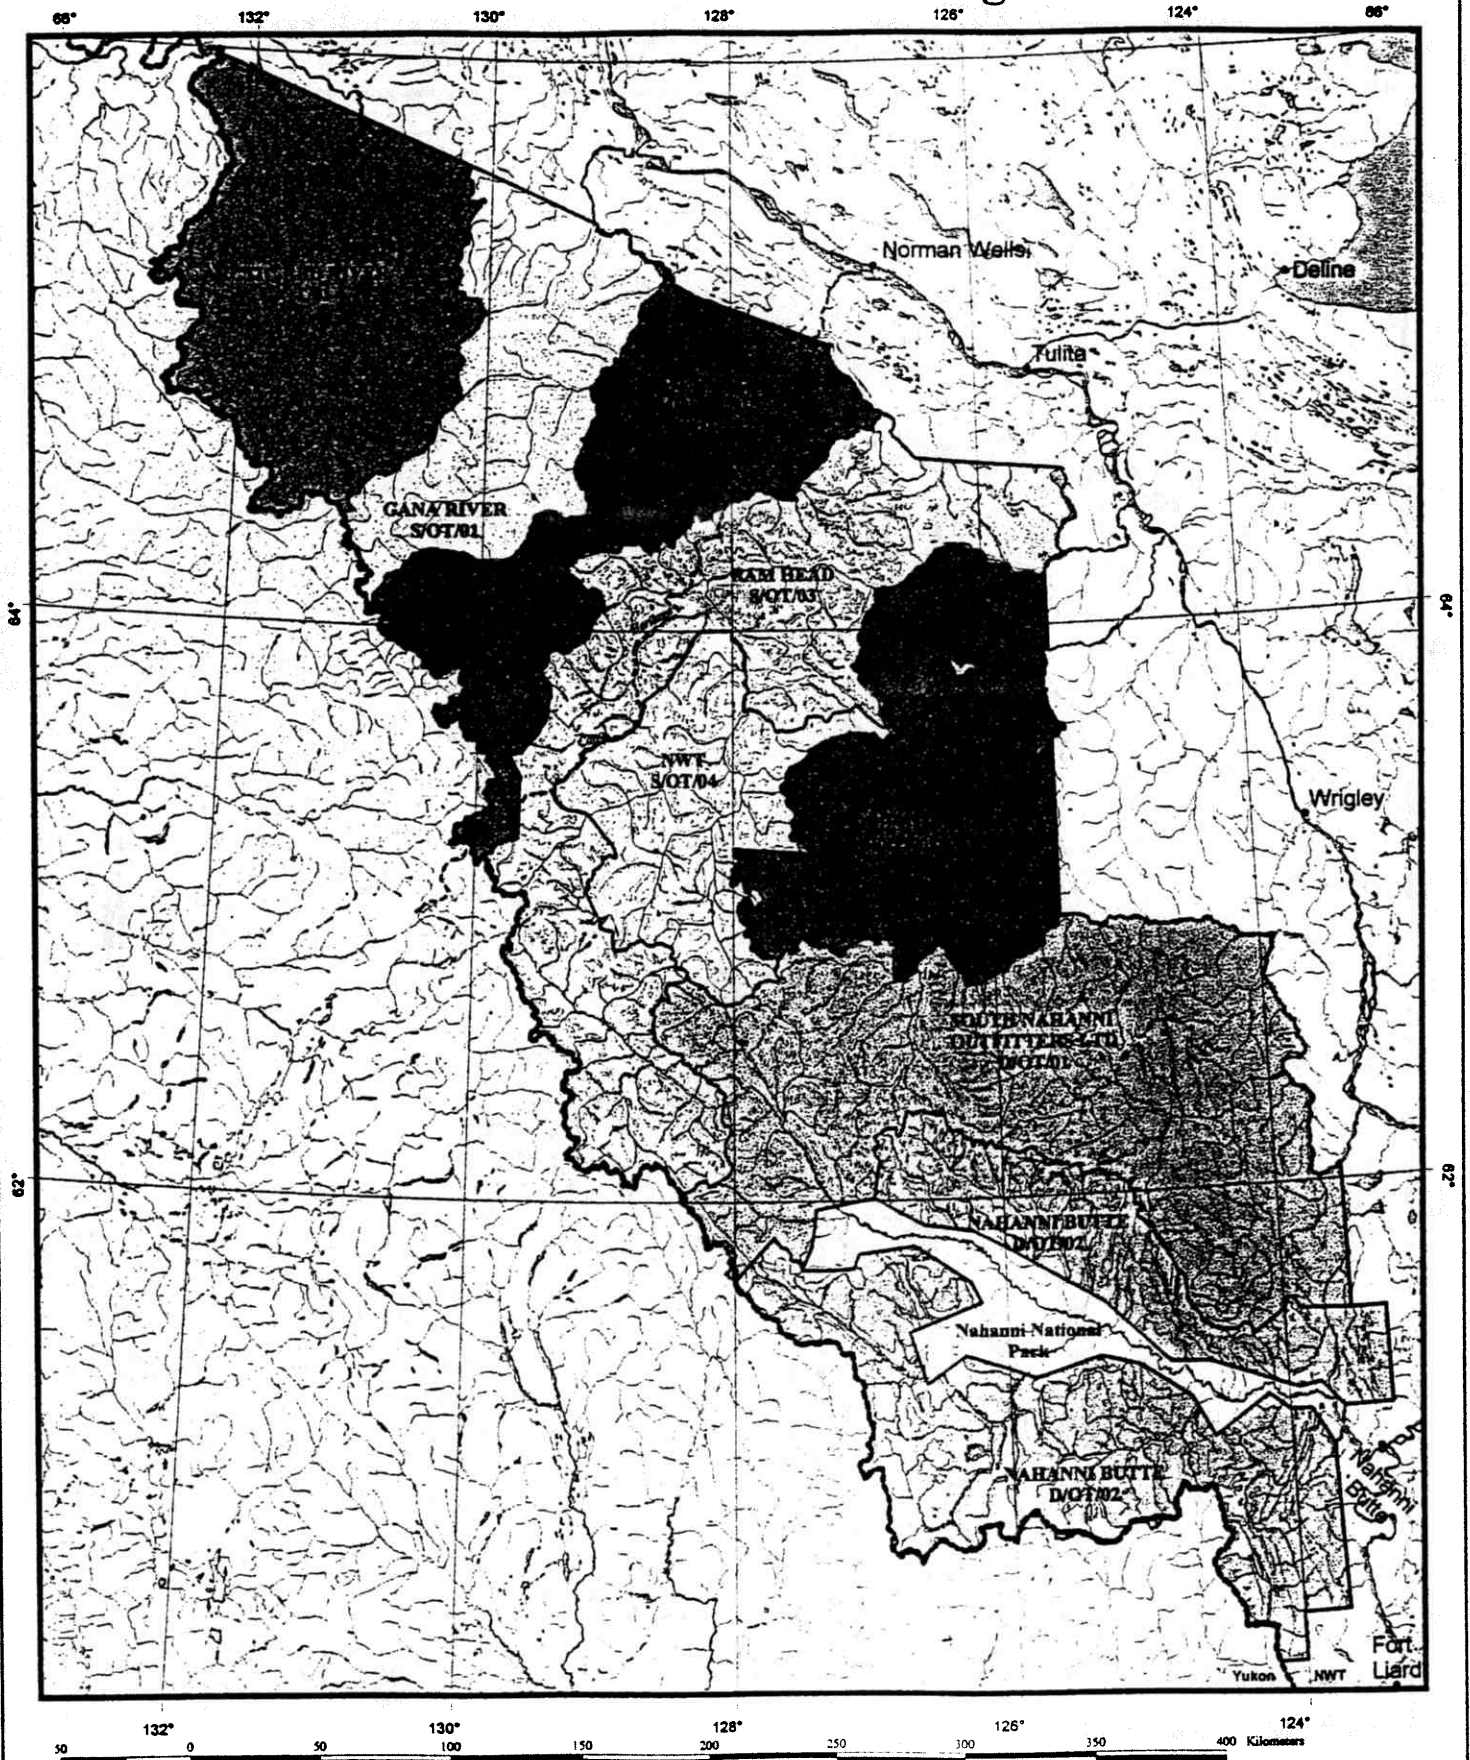 68°
132°
130°
128°
126°
124°
66°
Norman Wells
Deline
Tulita
GANA RIVER
S/OT/01
RAM HEAD
S/OT/03
64°
64°
NWT
S/OT/04
Wrigley
SOUTH NAHANNI
OUTFITTERS LTD
D/OT/01
62°
62°
NAHANNI BUTTE
D/OT/02
Nahanni National
Park
NAHANNI BUTTE
D/OT/02
Nahanni
Butte
Fort
Liard
Yukon
NWT
132°
130°
128°
126°
124°
50 0 50 100 150 200 250 300 350 400 Kilometers